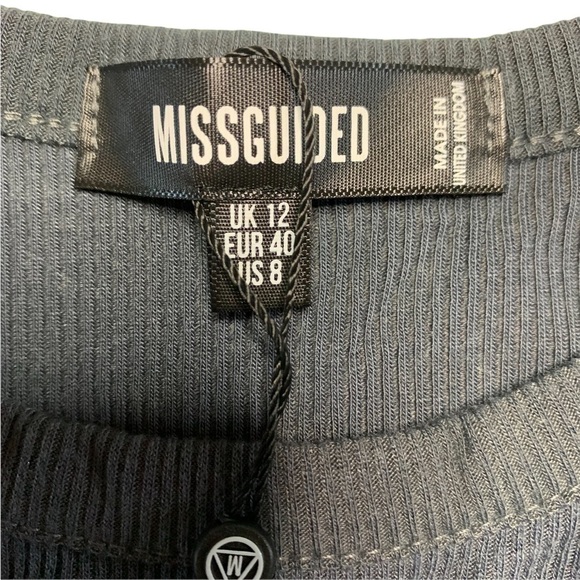 MISSGUIDED
MADE IN
UNITED KINGDOM
UK 12
EUR 40
US 8
M